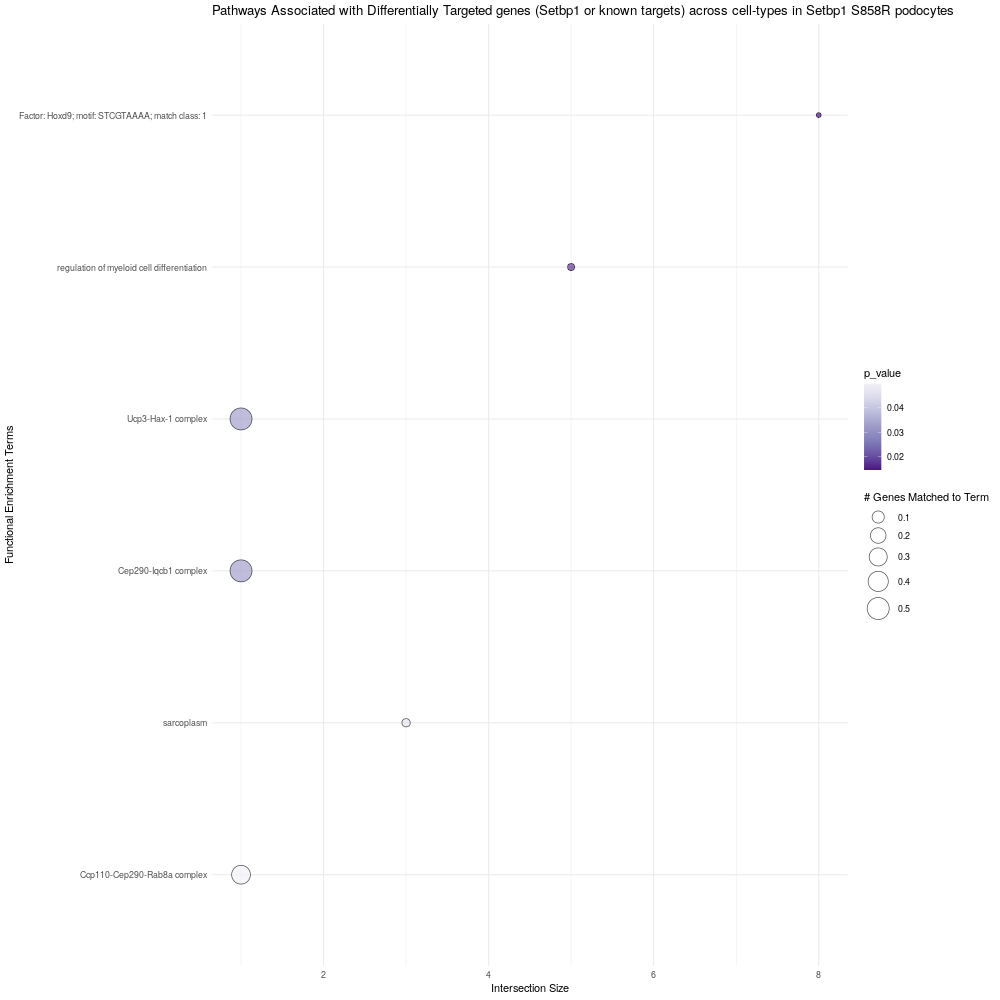 Pathways Associated with Differentially Targeted genes (Setbp1 or known targets) across cell-types in Setbp1 S858R podocytes
Factor: Hoxd9; motif: STCGTAAAA; match class: 1
regulation of myeloid cell differentiation
Ucp3-Hax-1 complex
Cep290-Iqcb1 complex
sarcoplasm
Ccp110-Cep290-Rab8a complex
Functional Enrichment Terms
2
4
6
8
Intersection Size
p_value
0.04
0.03
0.02
# Genes Matched to Term
0.1
0.2
0.3
0.4
0.5